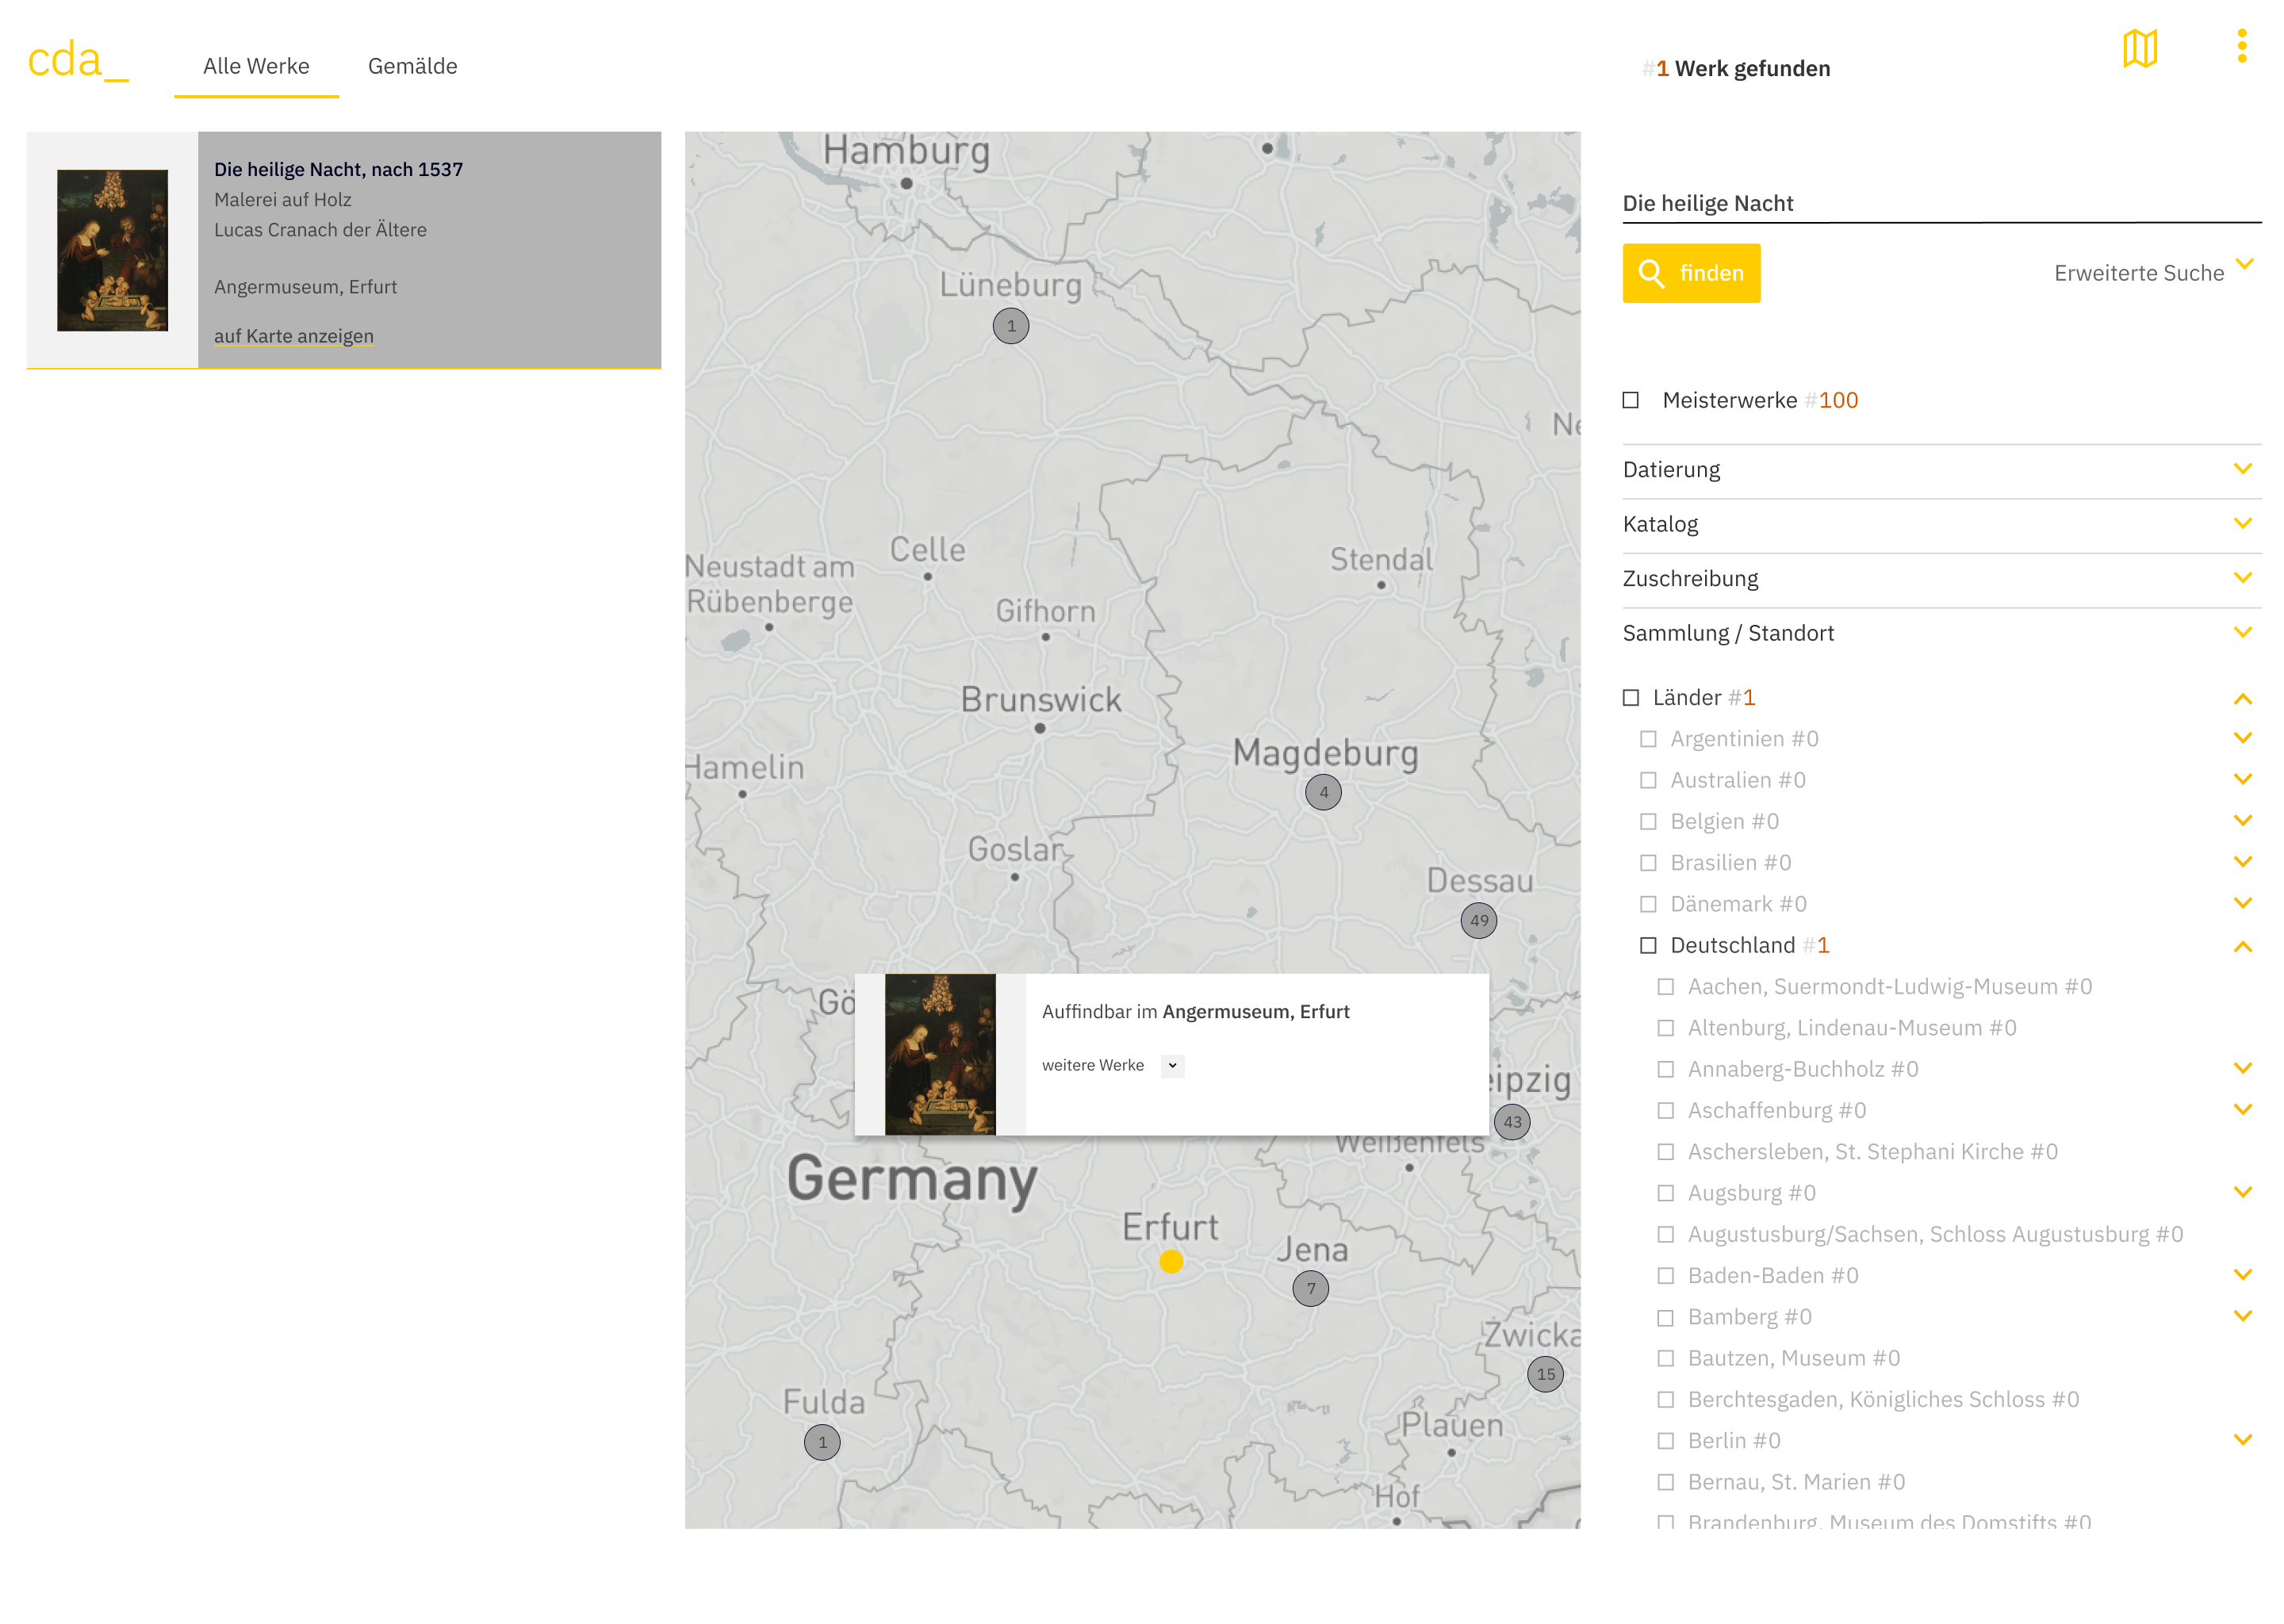 cda_
Alle Werke
Gemälde
#1 Werk gefunden
Die heilige Nacht, nach 1537
Malerei auf Holz
Lucas Cranach der Ältere
Angermuseum, Erfurt
auf Karte anzeigen
Hamburg
Lüneburg
1
Ne
Celle
Stendal
Neustadt am
Rübenberge
Gifhorn
Brunswick
Magdeburg
4
Hamelin
Goslar
Dessau
49
Gö
Auffindbar im Angermuseum, Erfurt
weitere Werke
eipzig
43
Weißenfels
Germany
Erfurt
Jena
7
Zwicka
15
Fulda
1
Plauen
Hof
Die heilige Nacht
finden
Erweiterte Suche
Meisterwerke #100
Datierung
Katalog
Zuschreibung
Sammlung / Standort
Länder #1
Argentinien #0
Australien #0
Belgien #0
Brasilien #0
Dänemark #0
Deutschland #1
Aachen, Suermondt-Ludwig-Museum #0
Altenburg, Lindenau-Museum #0
Annaberg-Buchholz #0
Aschaffenburg #0
Aschersleben, St. Stephani Kirche #0
Augsburg #0
Augustusburg/Sachsen, Schloss Augustusburg #0
Baden-Baden #0
Bamberg #0
Bautzen, Museum #0
Berchtesgaden, Königliches Schloss #0
Berlin #0
Bernau, St. Marien #0
Brandenburg, Museum des Domstifts #0